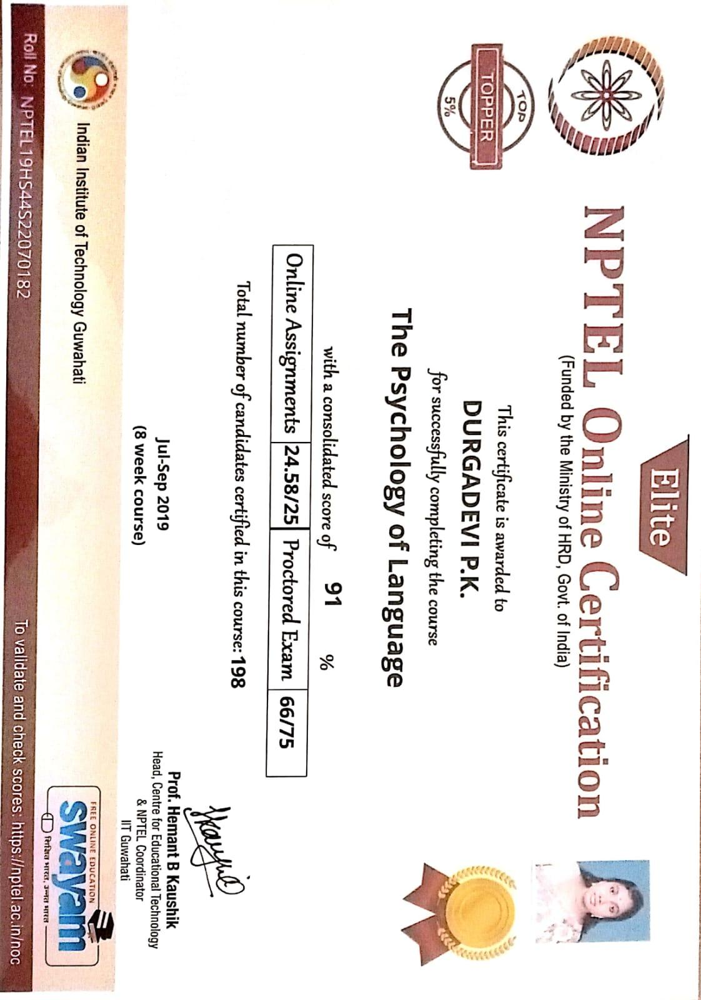 Elite
NPTEL Online Certification
(Funded by the Ministry of HRD, Govt. of India)
TOP
TOPPER
5%
This certificate is awarded to
DURGADEVI P.K.
for successfully completing the course
The Psychology of Language
with a consolidated score of 91 %
Online Assignments 24.58/25 Proctored Exam 66/75
Total number of candidates certified in this course: 198
Jul-Sep 2019
(8 week course)
Prof. Hemant B Kaushik
Head, Centre for Educational Technology
& NPTEL Coordinator
IIT Guwahati
Indian Institute of Technology Guwahati
FREE ONLINE EDUCATION
swayam
शिक्षित भारत, उन्नत भारत
Roll No: NPTEL19HS44S22070182
To validate and check scores: https://nptel.ac.in/noc